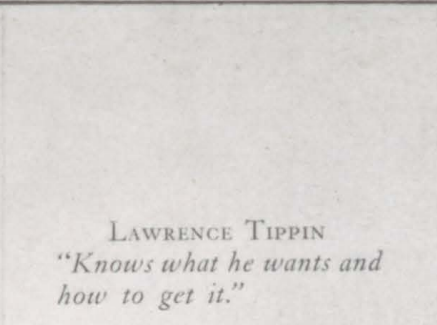 Lawrence Tippin
“Knows what he wants and
how to get it.”